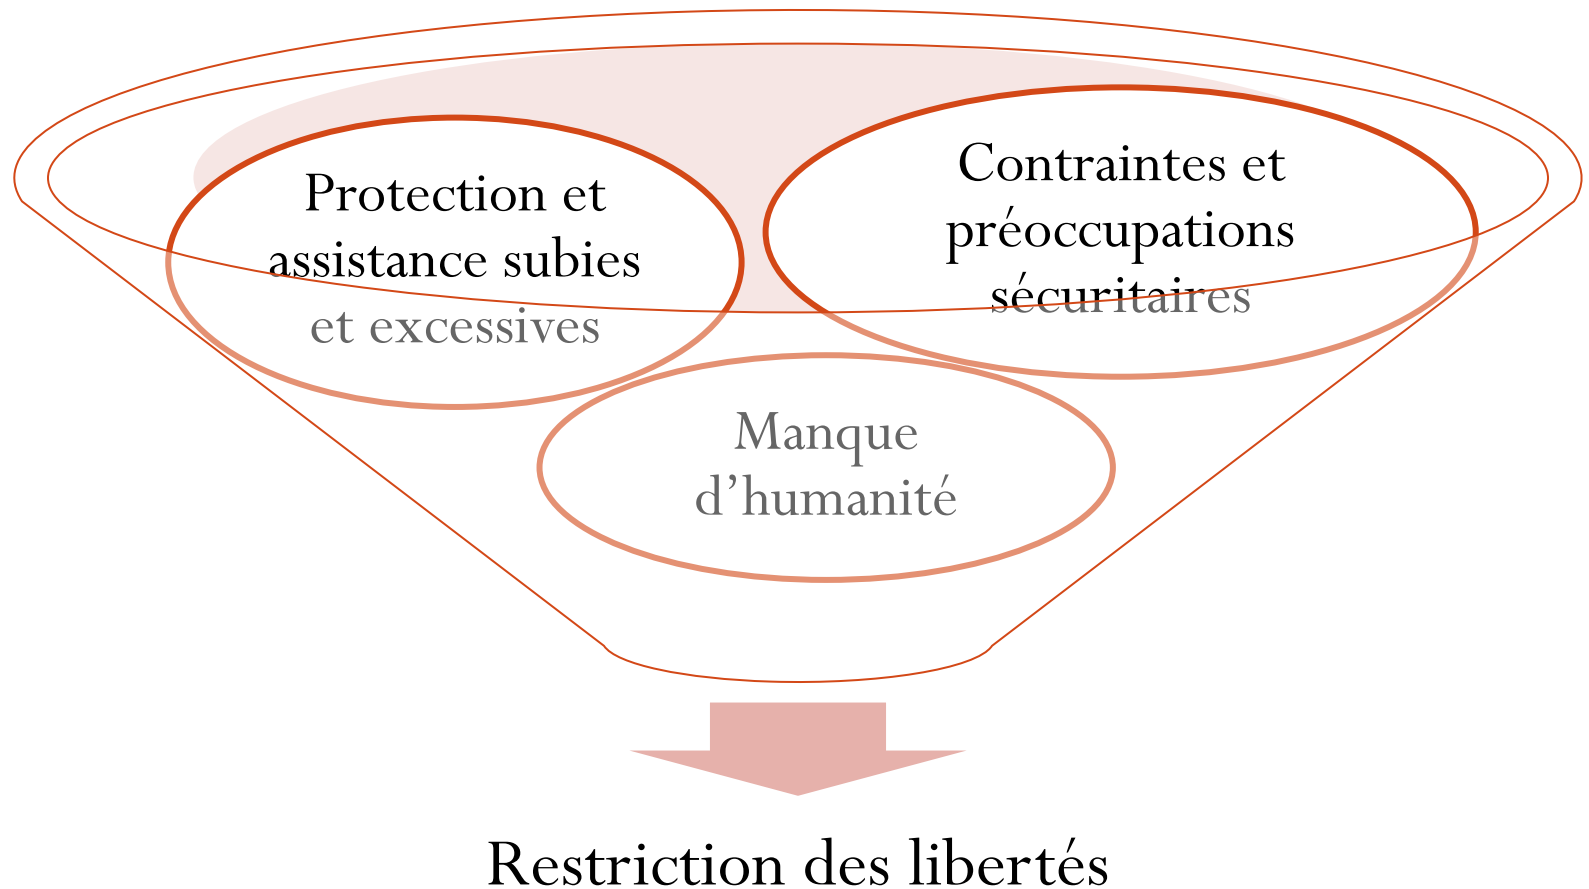 Protection et
assistance subies
et excessives
Contraintes et
préoccupations
sécuritaires
Manque
d’humanité
Restriction des libertés